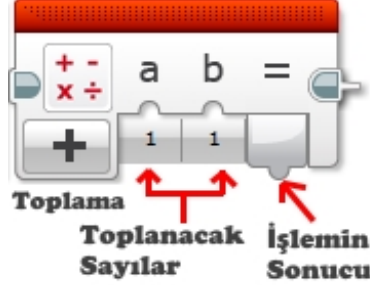 + -
x ÷
a b =
+
1 1
Toplama
Toplanacak
Sayılar
İşlemin
Sonucu